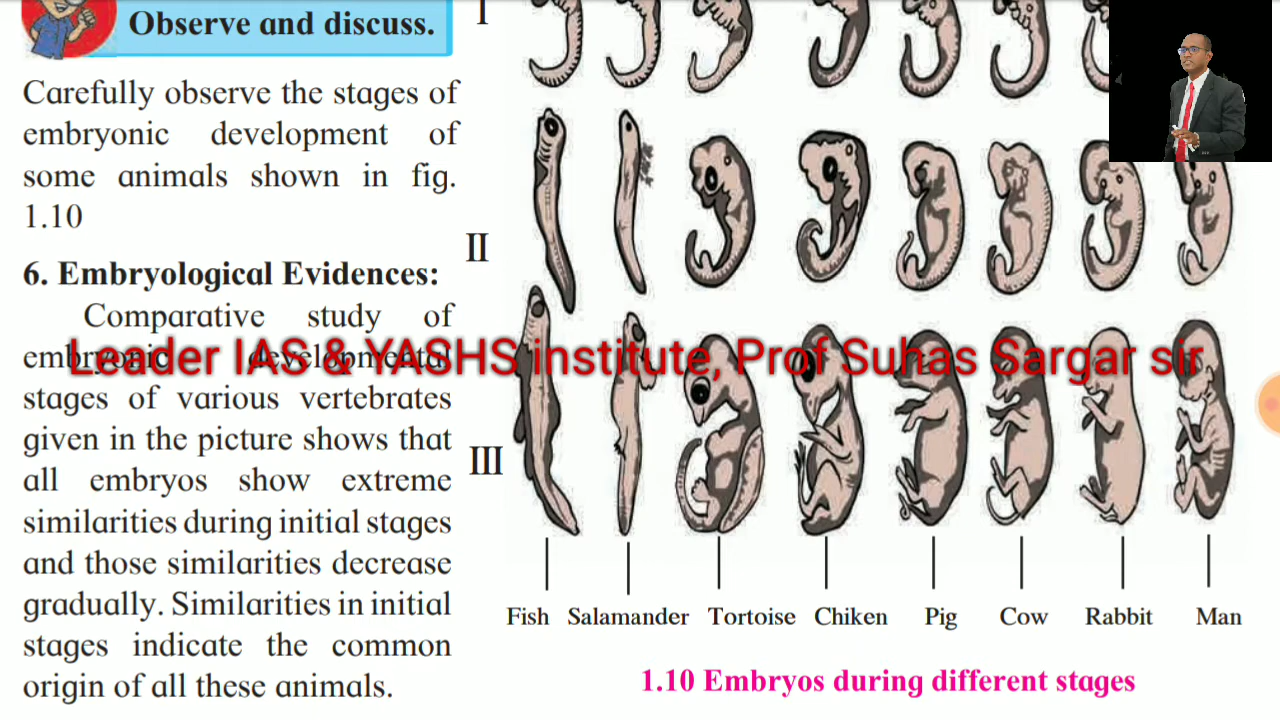 Observe and discuss.
Carefully observe the stages of
embryonic development of
some animals shown in fig.
1.10
6. Embryological Evidences:
Comparative study of
embryonic developmental
stages of various vertebrates
given in the picture shows that
all embryos show extreme
similarities during initial stages
and those similarities decrease
gradually. Similarities in initial
stages indicate the common
origin of all these animals.
I
II
III
Leader IAS & YASHS institute, Prof Suhas Sargar sir
Fish Salamander Tortoise Chiken Pig Cow Rabbit Man
1.10 Embryos during different stages